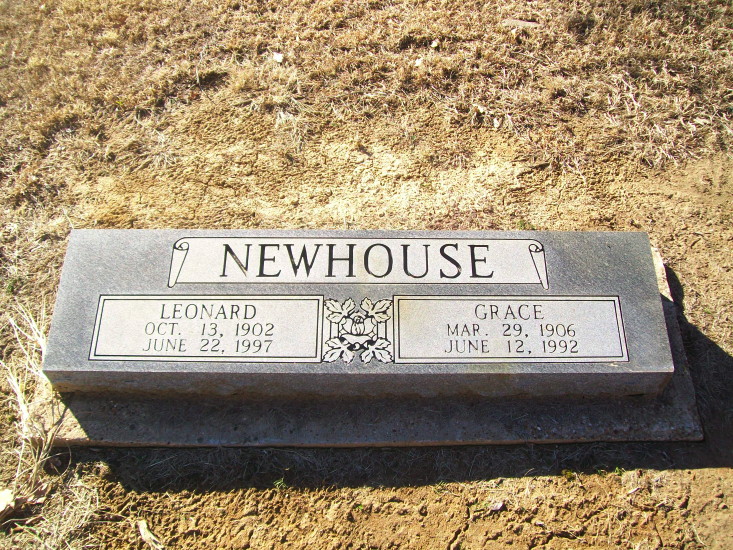 NEWHOUSE
LEONARD
OCT. 13, 1902
JUNE 22, 1997
GRACE
MAR. 29, 1906
JUNE 12, 1992